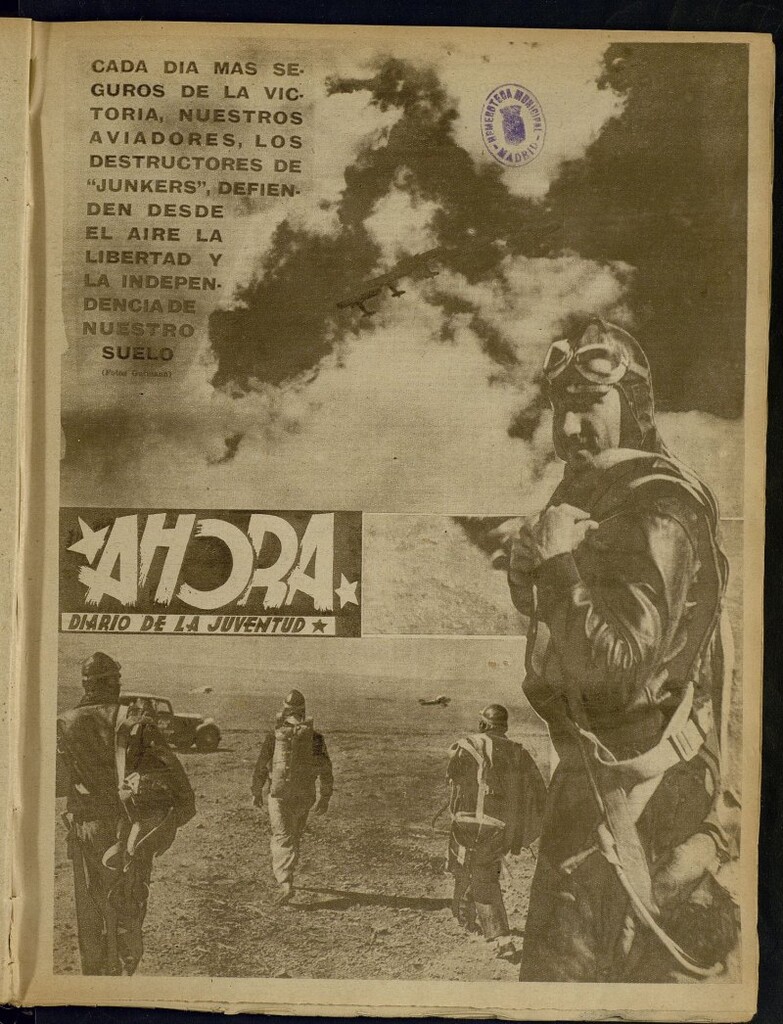 CADA DIA MAS SE-
GUROS DE LA VIC-
TORIA, NUESTROS
AVIADORES, LOS
DESTRUCTORES DE
"JUNKERS", DEFIEN-
DEN DESDE
EL AIRE LA
LIBERTAD Y
LA INDEPEN-
DENCIA DE
NUESTRO
SUELO
(Fotos
HEMEROTECA MUNICIPAL
MADRID
AHORA
DIARIO DE LA JUVENTUD